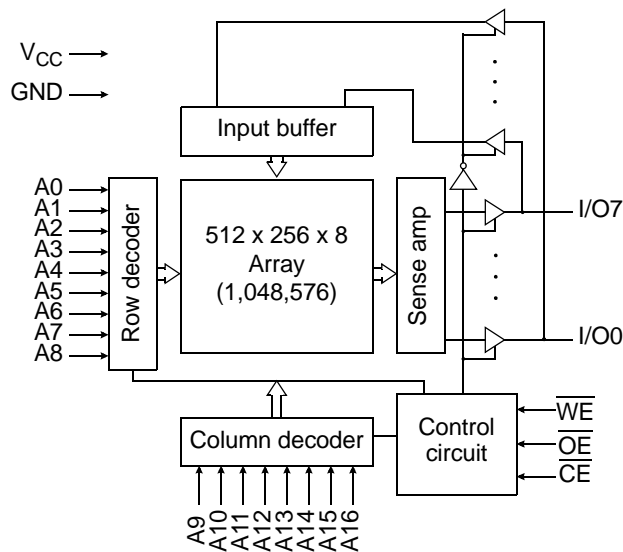 VCC
GND
Input buffer
A0
A1
A2
A3
A4
A5
A6
A7
A8
Row decoder
512 x 256 x 8
Array
(1,048,576)
Sense amp
I/O7
I/O0
WE
OE
CE
Control
circuit
Column decoder
A9
A10
A11
A12
A13
A14
A15
A16